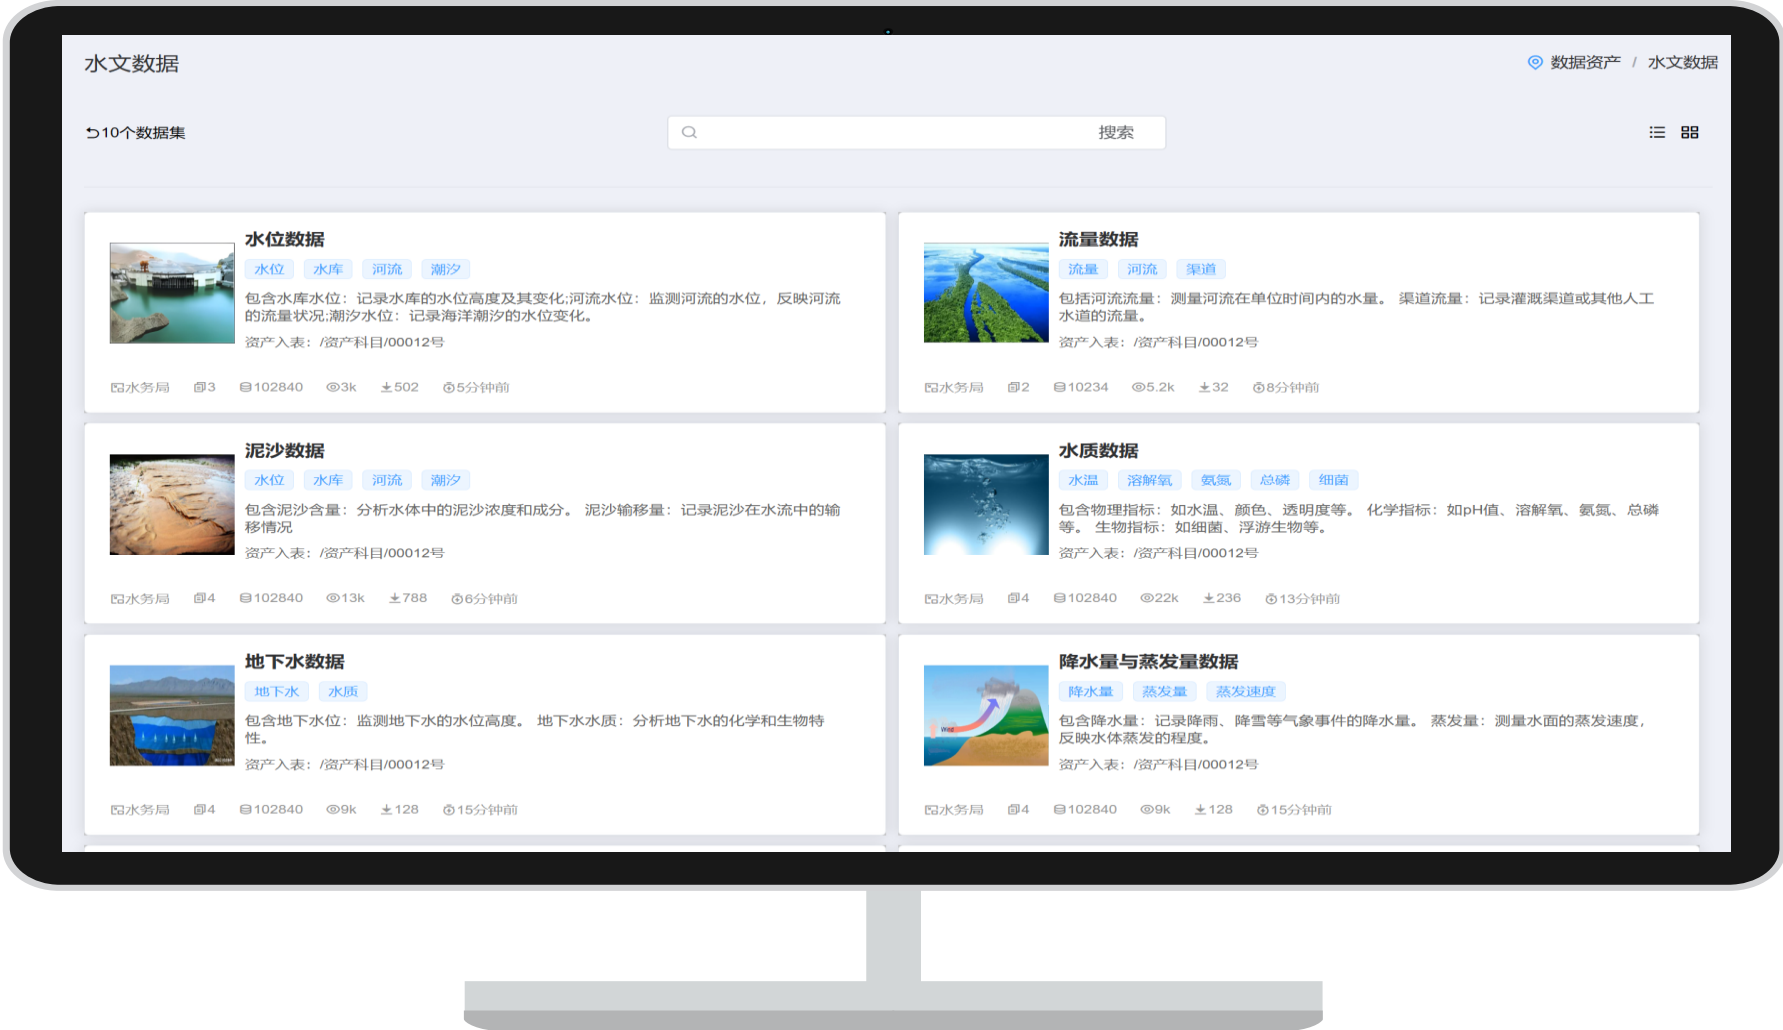 水文数据
数据资产 / 水文数据
10个数据集
搜索
水位数据
水位 水库 河流 潮汐
包含水库水位：记录水库的水位高度及其变化;河流水位：监测河流的水位，反映河流
的流量状况;潮汐水位：记录海洋潮汐的水位变化。
资产入表：/资产科目/00012号
水务局 3 102840 3k 502 5分钟前
流量数据
流量 河流 渠道
包括河流流量：测量河流在单位时间内的水量。 渠道流量：记录灌溉渠道或其他人工
水道的流量。
资产入表：/资产科目/00012号
水务局 2 10234 5.2k 32 8分钟前
泥沙数据
水位 水库 河流 潮汐
包含泥沙含量：分析水体中的泥沙浓度和成分。 泥沙输移量：记录泥沙在水流中的输
移情况
资产入表：/资产科目/00012号
水务局 4 102840 13k 788 6分钟前
水质数据
水温 溶解氧 氨氮 总磷 细菌
包含物理指标：如水温、颜色、透明度等。 化学指标：如pH值、溶解氧、氨氮、总磷
等。 生物指标：如细菌、浮游生物等。
资产入表：/资产科目/00012号
水务局 4 102840 22k 236 13分钟前
地下水数据
地下水 水质
包含地下水位：监测地下水的水位高度。 地下水水质：分析地下水的化学和生物特
性。
资产入表：/资产科目/00012号
水务局 4 102840 9k 128 15分钟前
降水量与蒸发量数据
降水量 蒸发量 蒸发速度
包含降水量：记录降雨、降雪等气象事件的降水量。 蒸发量：测量水面的蒸发速度，
反映水体蒸发的程度。
资产入表：/资产科目/00012号
水务局 4 102840 9k 128 15分钟前